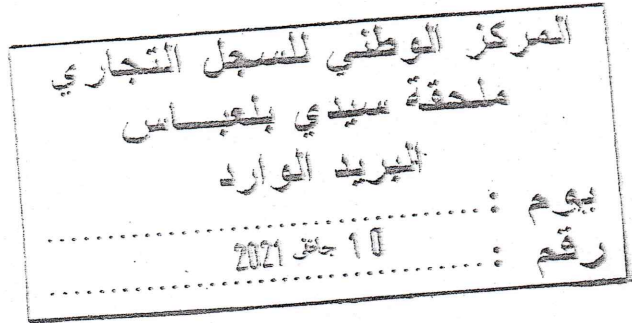 المركز الوطني للسجل التجاري
ملحقة سيدي بلعباس
البريد الوارد
يوم :
10 جانفي 2021
رقم :